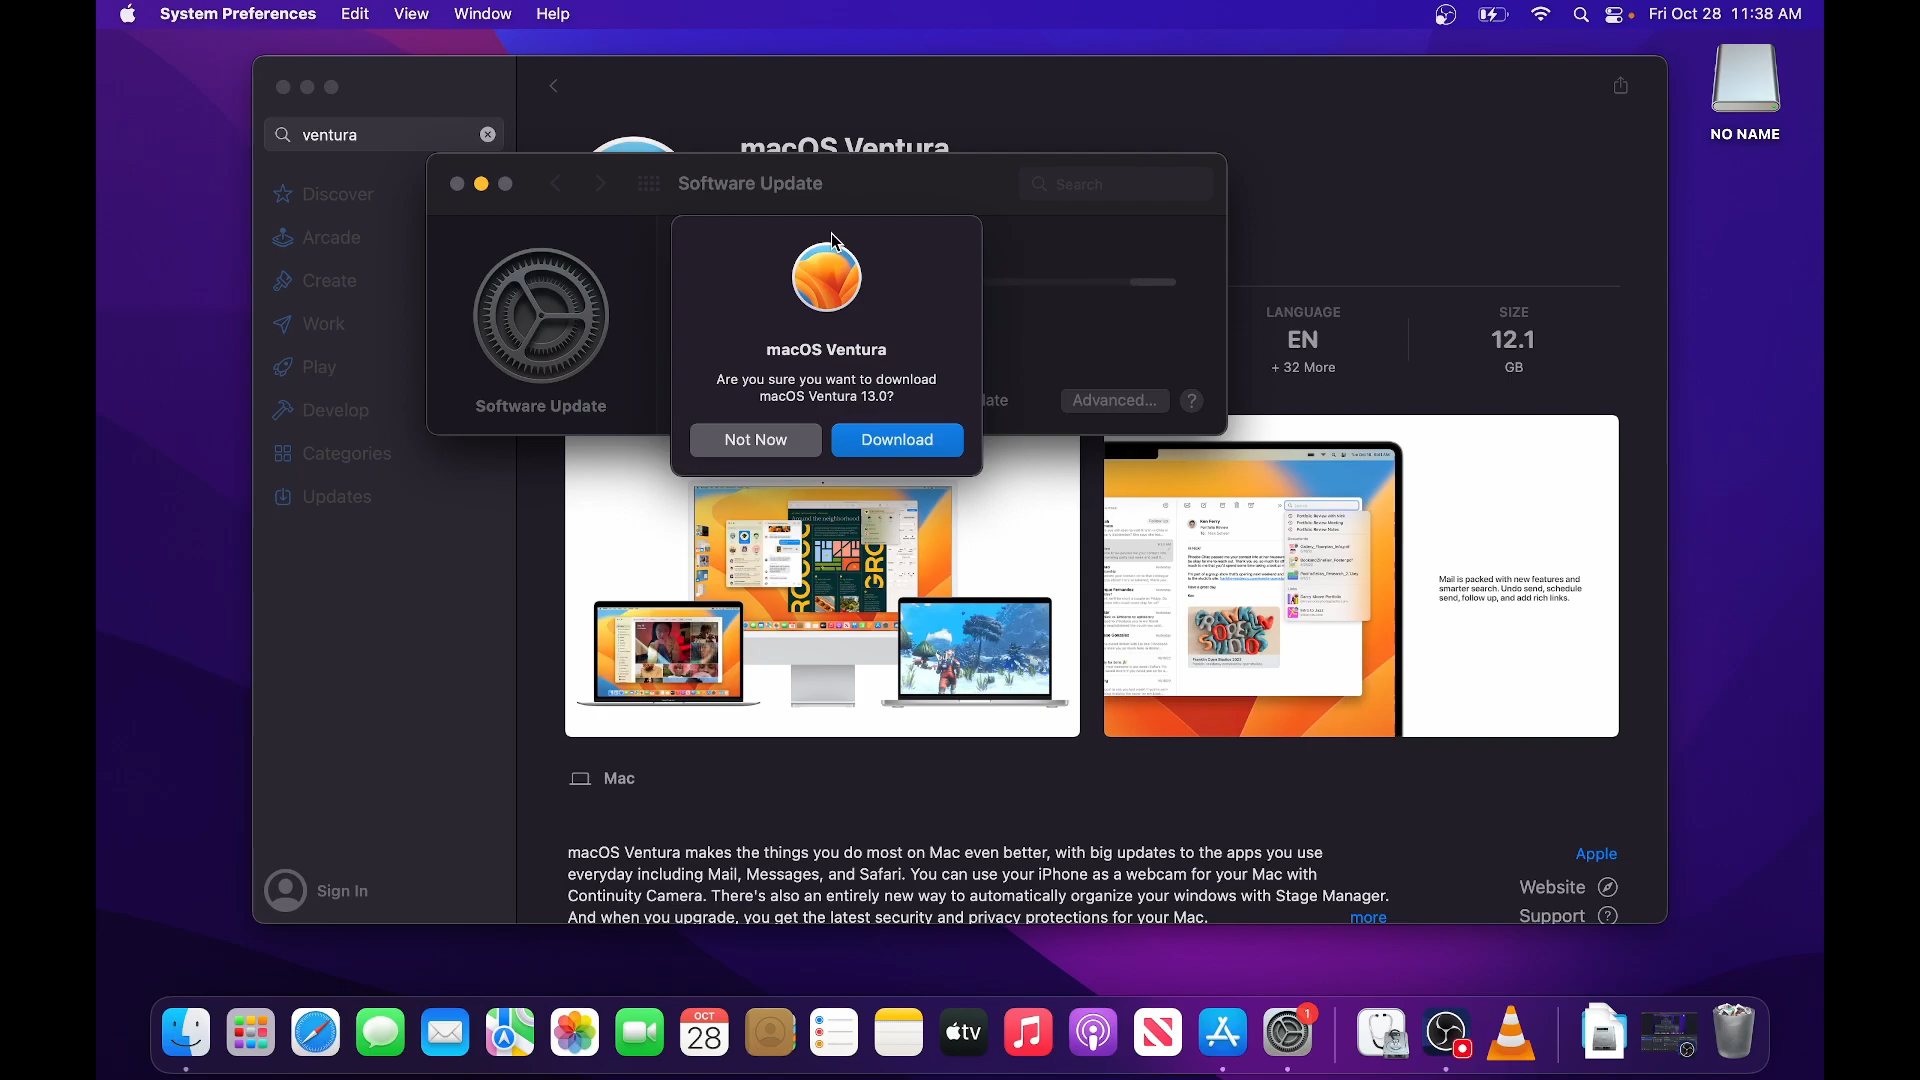 System Preferences Edit View Window Help
Fri Oct 28 11:38 AM
NO NAME
ventura
Discover
Arcade
Create
Work
Play
Develop
Categories
Updates
Sign In
macOS Ventura
Software Update
Search
Software Update
Advanced...
?
macOS Ventura
Are you sure you want to download
macOS Ventura 13.0?
Not Now
Download
LANGUAGE
EN
+ 32 More
SIZE
12.1
GB
Mail is packed with new features and
smarter search. Undo send, schedule
send, follow up, and add rich links.
Mac
macOS Ventura makes the things you do most on Mac even better, with big updates to the apps you use
everyday including Mail, Messages, and Safari. You can use your iPhone as a webcam for your Mac with
Continuity Camera. There's also an entirely new way to automatically organize your windows with Stage Manager.
And when you upgrade, you get the latest security and privacy protections for your Mac.
more
Apple
Website
Support
OCT
28
tv
1